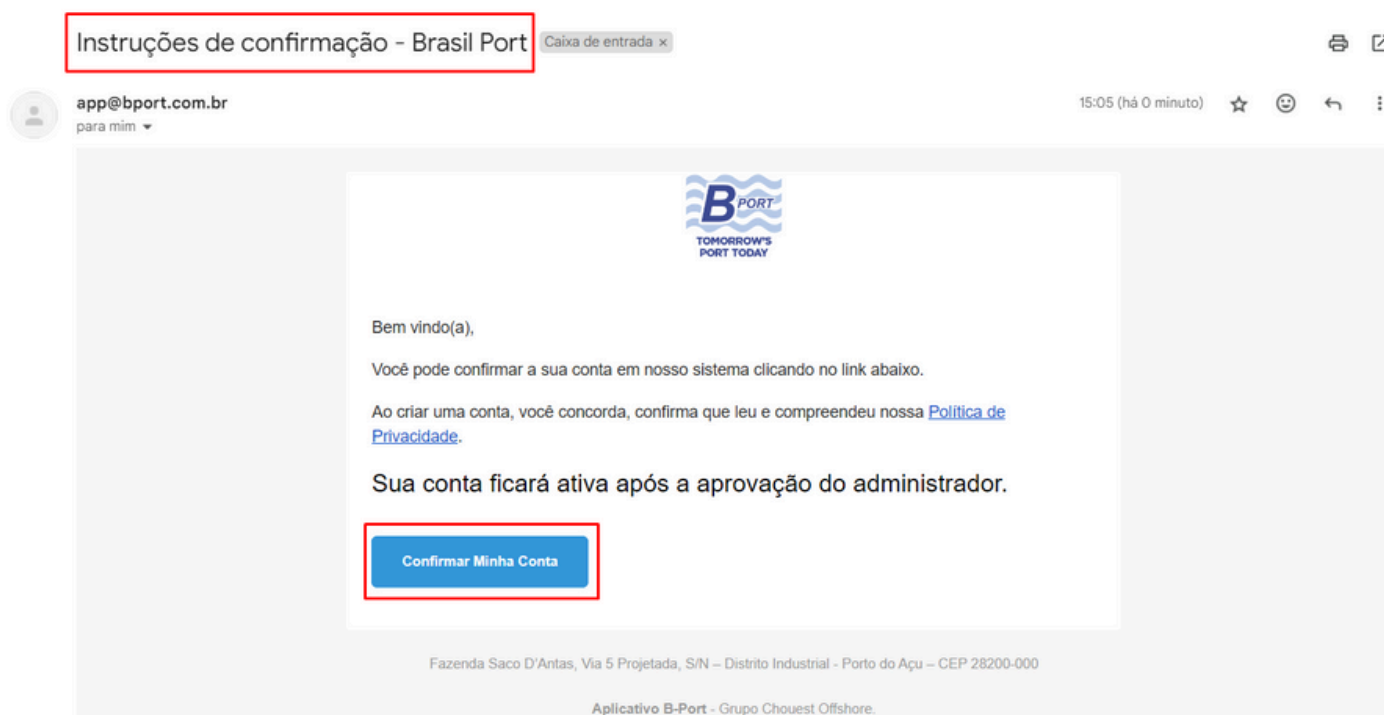 Instruções de confirmação - Brasil Port Caixa de entrada ×
app@bport.com.br 15:05 (há 0 minuto)
para mim
B PORT
TOMORROW'S
PORT TODAY
Bem vindo(a),
Você pode confirmar a sua conta em nosso sistema clicando no link abaixo.
Ao criar uma conta, você concorda, confirma que leu e compreendeu nossa Política de
Privacidade.
Sua conta ficará ativa após a aprovação do administrador.
Confirmar Minha Conta
Fazenda Saco D'Antas, Via 5 Projetada, S/N – Distrito Industrial - Porto do Açu – CEP 28200-000
Aplicativo B-Port - Grupo Chouest Offshore.